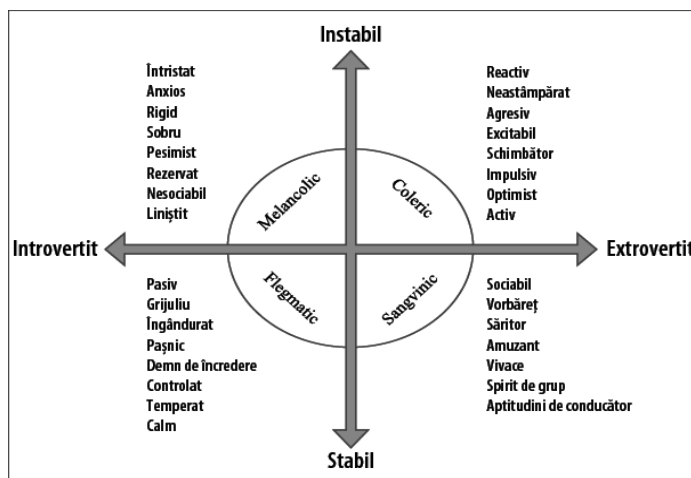 Instabil
Întristat
Anxios
Rigid
Sobru
Pesimist
Rezervat
Nesociabil
Liniștit
Reactiv
Neastâmpărat
Agresiv
Excitabil
Schimbător
Impulsiv
Optimist
Activ
Melancolic
Coleric
Introvertit
Extrovertit
Flegmatic
Sangvinic
Pasiv
Grijuliu
Îngândurat
Pașnic
Demn de încredere
Controlat
Temperat
Calm
Sociabil
Vorbăreț
Săritor
Amuzant
Vivace
Spirit de grup
Aptitudini de conducător
Stabil